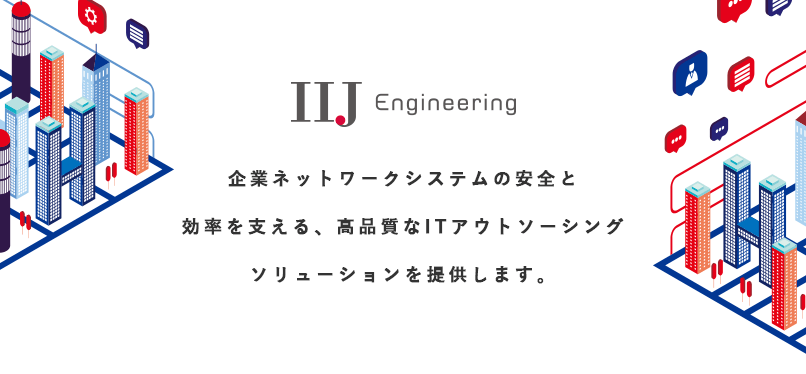 IIJ Engineering
企業ネットワークシステムの安全と
効率を支える、高品質なITアウトソーシング
ソリューションを提供します。